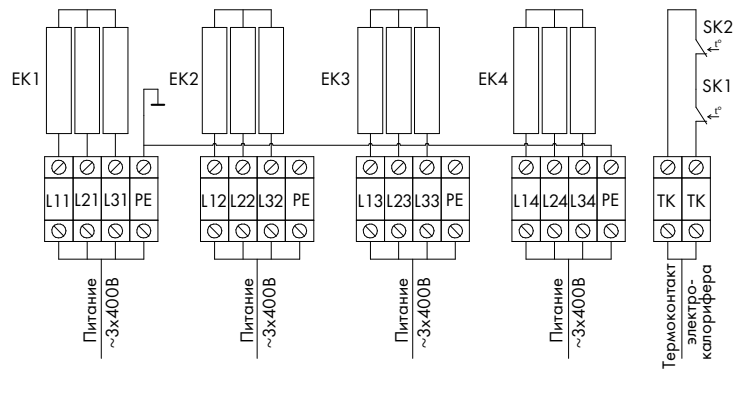 SK2
t°
EK1
EK2
EK3
EK4
SK1
t°
L11 L21 L31 PE
L12 L22 L32 PE
L13 L23 L33 PE
L14 L24 L34 PE
TK TK
Питание
~3x400В
Питание
~3x400В
Питание
~3x400В
Питание
~3x400В
Термоконтакт
электро-
калорифера